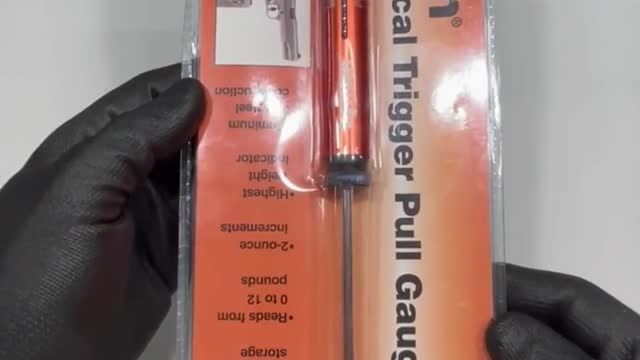 n®
cal Trigger Pull Gaug
storage
• Reads from
0 to 12
pounds
• 2-ounce
increments
• Highest
weight
indicator
Aluminum
steel
construction